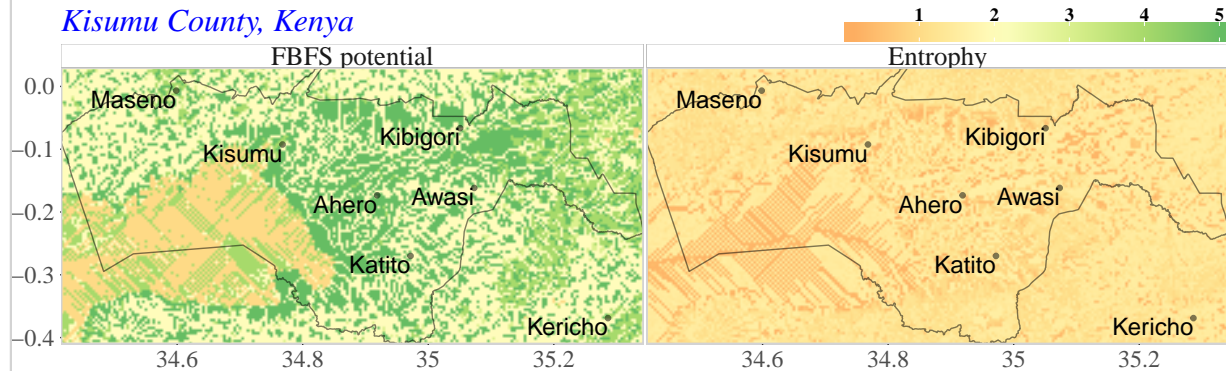 Kisumu County, Kenya
1 2 3 4 5
FBFS potential Entrophy
0.0
Maseno Maseno
−0.1
Kibigori Kibigori
Kisumu Kisumu
−0.2
Ahero Awasi Ahero Awasi
−0.3
Katito Katito
Kericho Kericho
−0.4
34.6 34.8 35 35.2 34.6 34.8 35 35.2